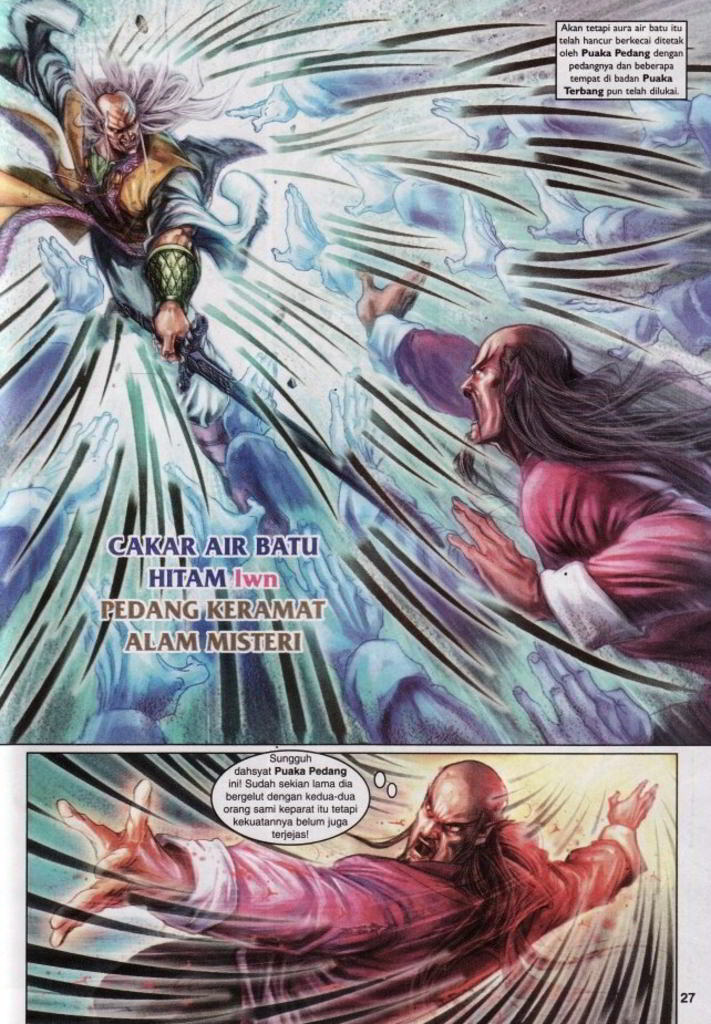 Akan tetapi aura air batu itu
telah hancur berkecai ditetak
oleh Puaka Pedang dengan
pedangnya dan beberapa
tempat di badan Puaka
Terbang pun telah dilukai.
CAKAR AIR BATU
HITAM lwn
PEDANG KERAMAT
ALAM MISTERI
Sungguh
dahsyat Puaka Pedang
ini! Sudah sekian lama dia
bergelut dengan kedua-dua
orang sami keparat itu tetapi
kekuatannya belum juga
terjejas!
27